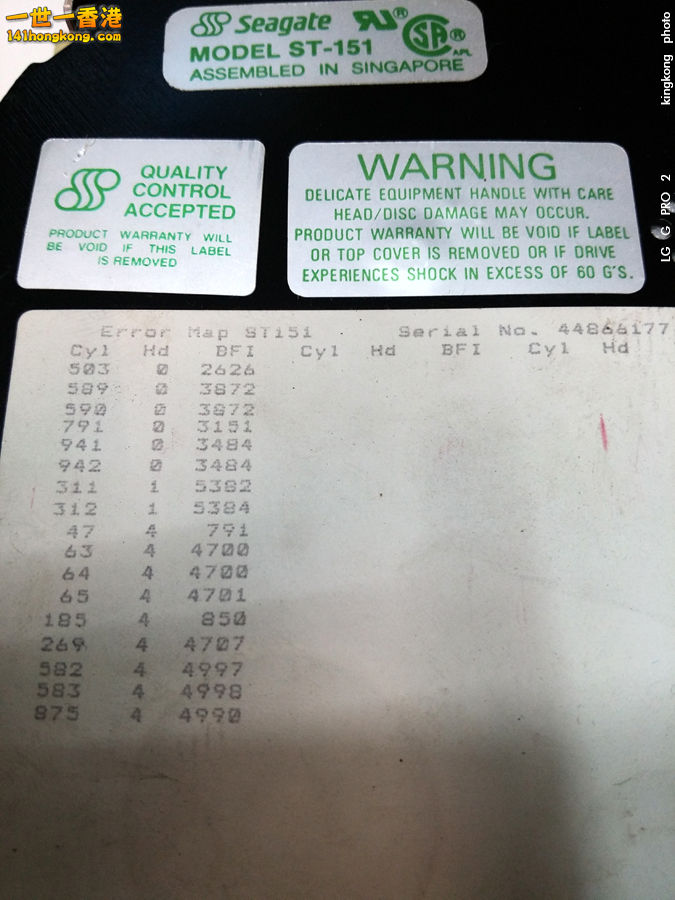 一世一香港
141hongkong.com
Seagate
MODEL ST-151
ASSEMBLED IN SINGAPORE
APL
QUALITY
CONTROL
ACCEPTED
PRODUCT WARRANTY WILL
BE VOID IF THIS LABEL
IS REMOVED
WARNING
DELICATE EQUIPMENT HANDLE WITH CARE
HEAD/DISC DAMAGE MAY OCCUR.
PRODUCT WARRANTY WILL BE VOID IF LABEL
OR TOP COVER IS REMOVED OR IF DRIVE
EXPERIENCES SHOCK IN EXCESS OF 60 G'S.
Error Map ST151 Serial No. 44866177
Cyl Hd BFI Cyl Hd BFI Cyl Hd
503 0 2626
589 0 3872
590 0 3872
791 0 3151
941 0 3484
942 0 3484
311 1 5382
312 1 5384
47 4 791
63 4 4700
64 4 4700
65 4 4701
185 4 850
269 4 4707
582 4 4997
583 4 4998
875 4 4990
LG G PRO 2 kingkong photo